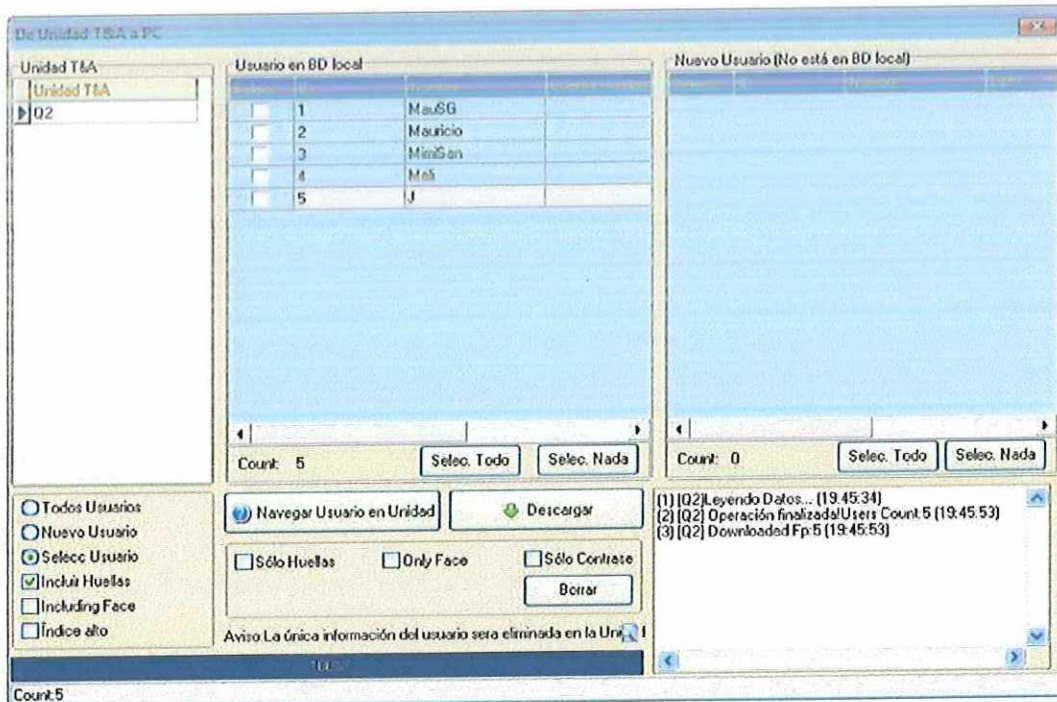 De Unidad T&A a PC
Unidad T&A
Unidad T&A
Q2
Usuario en BD local
1 MauSG
2 Mauricio
3 MimiSan
4 Meli
5 J
Count: 5
Selec. Todo
Selec. Nada
Nuevo Usuario (No está en BD local)
Count: 0
Selec. Todo
Selec. Nada
Todos Usuarios
Nuevo Usuario
Selecc Usuario
Incluir Huellas
Including Face
Índice alto
Navegar Usuario en Unidad
Descargar
Sólo Huellas
Only Face
Sólo Contrase
Borrar
Aviso:La única información del usuario sera eliminada en la
(1) [Q2]Leyendo Datos... (19:45:34)
(2) [Q2] Operación finalizada!Users Count:5 (19:45:53)
(3) [Q2] Downloaded Fp:5 (19:45:53)
Count:5